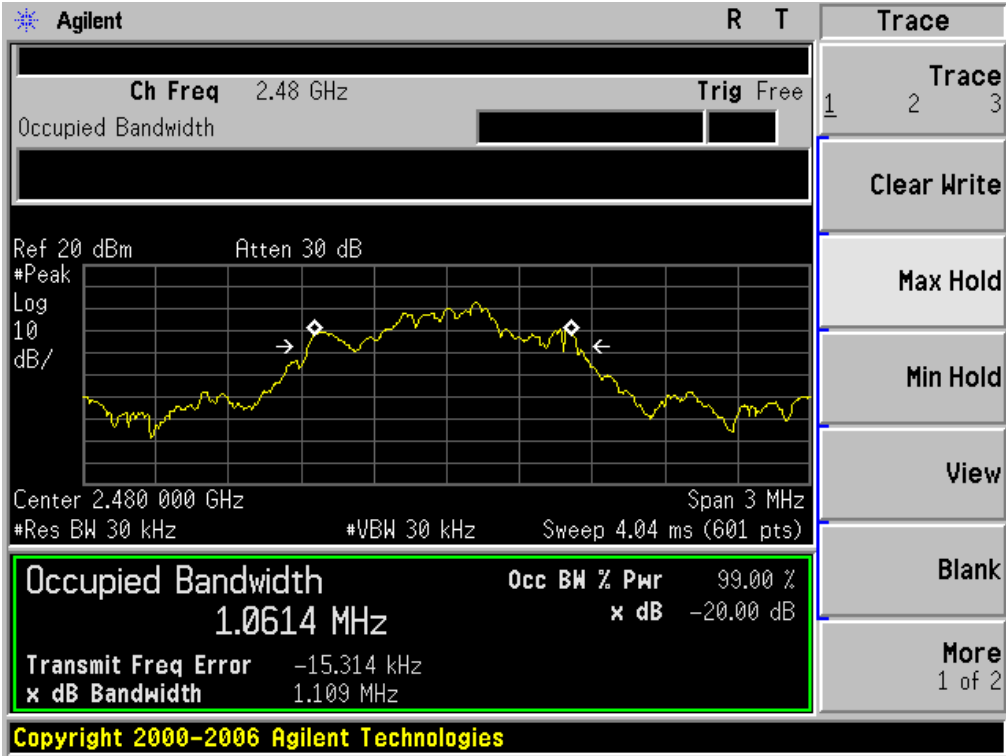 Agilent R T Trace
Ch Freq 2.48 GHz Trig Free
Occupied Bandwidth
Trace
1 2 3
Clear Write
Ref 20 dBm Atten 30 dB
#Peak
Log
10
dB/
Max Hold
Min Hold
View
Center 2.480 000 GHz Span 3 MHz
#Res BW 30 kHz #VBW 30 kHz Sweep 4.04 ms (601 pts)
Occupied Bandwidth Occ BW % Pwr 99.00 %
1.0614 MHz x dB -20.00 dB
Blank
Transmit Freq Error -15.314 kHz
x dB Bandwidth 1.109 MHz
More
1 of 2
Copyright 2000-2006 Agilent Technologies